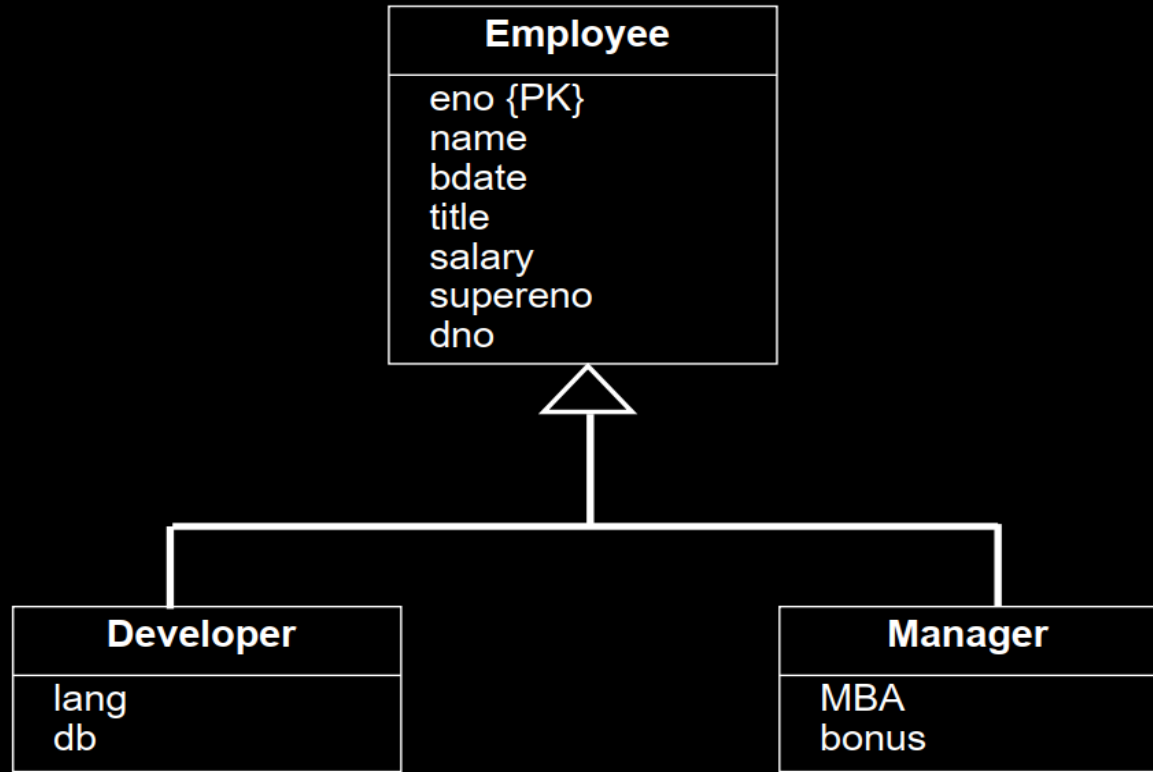 Employee
eno {PK}
name
bdate
title
salary
supereno
dno
Developer
lang
db
Manager
MBA
bonus